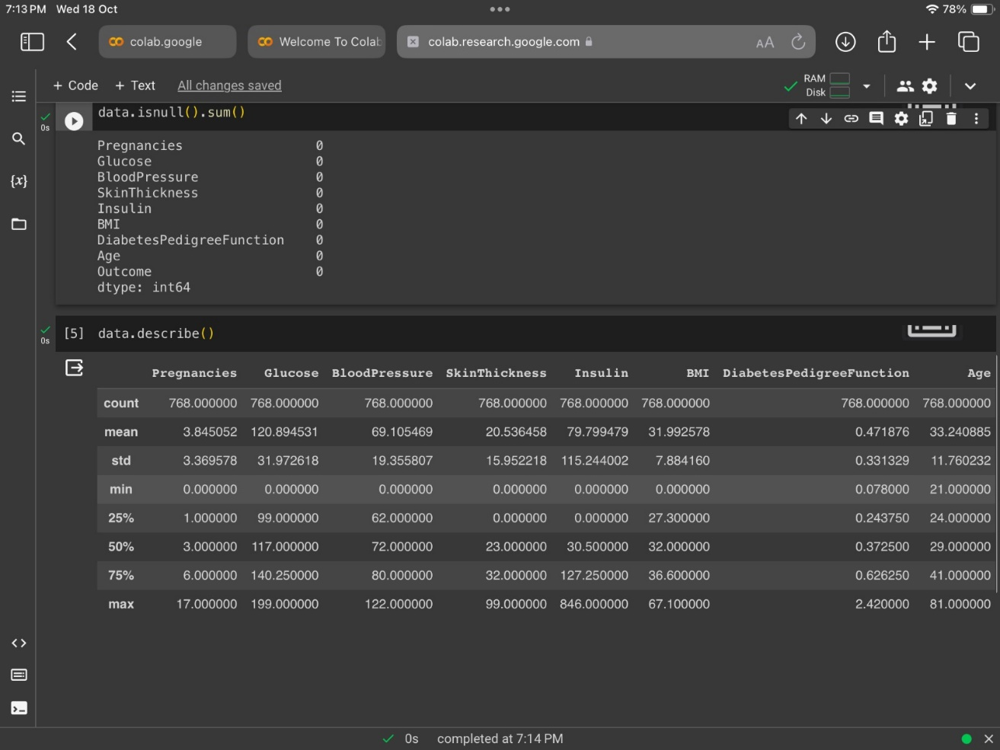 7:13 PM Wed 18 Oct
78%
colab.google
Welcome To Colab
colab.research.google.com
AA
+ Code + Text All changes saved
RAM
Disk
0s
data.isnull().sum()
{x}
Pregnancies 0
Glucose 0
BloodPressure 0
SkinThickness 0
Insulin 0
BMI 0
DiabetesPedigreeFunction 0
Age 0
Outcome 0
dtype: int64
0s
[5] data.describe()
Pregnancies Glucose BloodPressure SkinThickness Insulin BMI DiabetesPedigreeFunction Age
count 768.000000 768.000000 768.000000 768.000000 768.000000 768.000000 768.000000 768.000000
mean 3.845052 120.894531 69.105469 20.536458 79.799479 31.992578 0.471876 33.240885
std 3.369578 31.972618 19.355807 15.952218 115.244002 7.884160 0.331329 11.760232
min 0.000000 0.000000 0.000000 0.000000 0.000000 0.000000 0.078000 21.000000
25% 1.000000 99.000000 62.000000 0.000000 0.000000 27.300000 0.243750 24.000000
50% 3.000000 117.000000 72.000000 23.000000 30.500000 32.000000 0.372500 29.000000
75% 6.000000 140.250000 80.000000 32.000000 127.250000 36.600000 0.626250 41.000000
max 17.000000 199.000000 122.000000 99.000000 846.000000 67.100000 2.420000 81.000000
0s completed at 7:14 PM